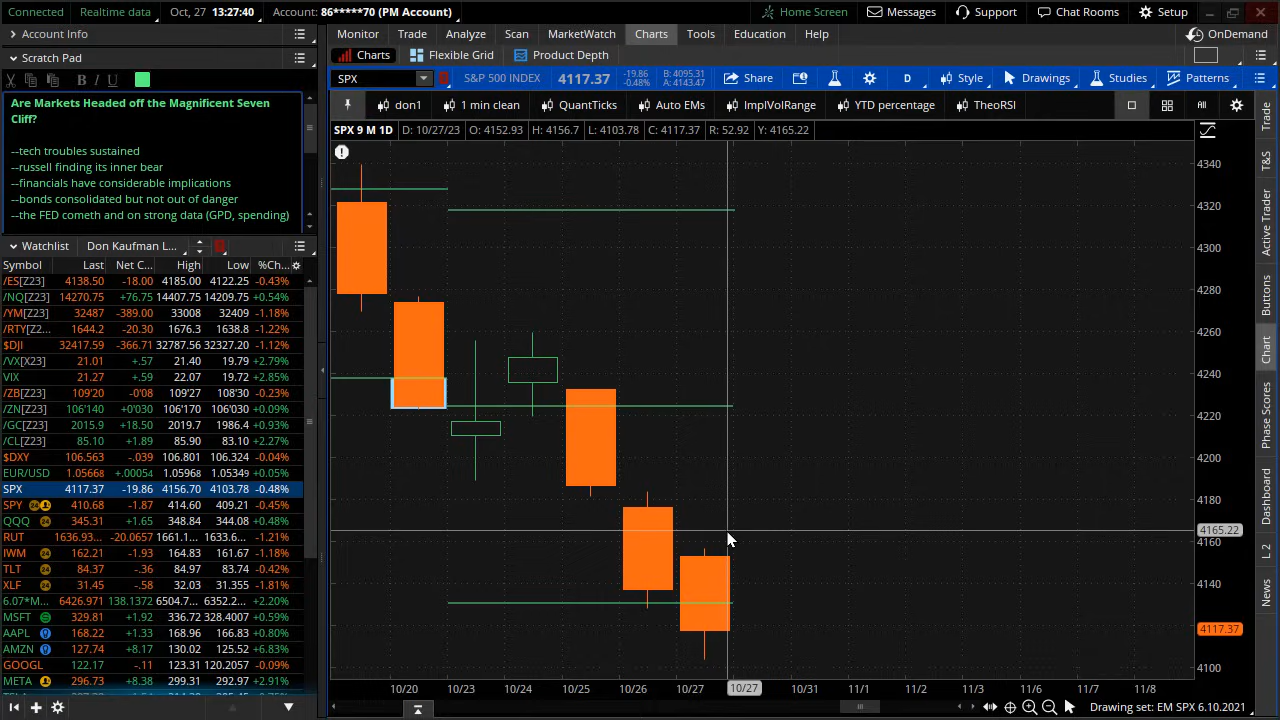 Connected Realtime data Oct, 27 13:27:40 Account: 86*****70 (PM Account) Home Screen Messages Support Chat Rooms Setup
Account Info
Monitor Trade Analyze Scan MarketWatch Charts Tools Education Help OnDemand
Scratch Pad
Charts Flexible Grid Product Depth
B I U
SPX S&P 500 INDEX 4117.37 -19.86 -0.48% B: 4095.31 A: 4143.47 Share D Style Drawings Studies Patterns
Are Markets Headed off the Magnificent Seven
Cliff?
--tech troubles sustained
--russell finding its inner bear
--financials have considerable implications
--bonds consolidated but not out of danger
--the FED cometh and on strong data (GPD, spending)
don1 1 min clean QuantTicks Auto EMs ImplVolRange YTD percentage TheoRSI All
SPX 9 M 1D D: 10/27/23 O: 4152.93 H: 4156.7 L: 4103.78 C: 4117.37 R: 52.92 Y: 4165.22
Watchlist Don Kaufman L...
Symbol Last Net C... High Low %Ch...
/ES[Z23] 4138.50 -18.00 4185.00 4122.25 -0.43%
/NQ[Z23] 14270.75 +76.75 14407.75 14209.75 +0.54%
/YM[Z23] 32487 -389.00 33008 32409 -1.18%
/RTY[Z2... 1644.2 -20.30 1676.3 1638.8 -1.22%
$DJI 32417.59 -366.71 32787.56 32327.20 -1.12%
/VX[X23] 21.01 +.57 21.40 19.79 +2.79%
VIX 21.27 +.59 22.07 19.72 +2.85%
/ZB[Z23] 109'20 -0'08 109'27 108'30 -0.23%
/ZN[Z23] 106'140 +0'030 106'170 106'030 +0.09%
/GC[Z23] 2015.9 +18.50 2019.7 1986.4 +0.93%
/CL[Z23] 85.10 +1.89 85.90 83.10 +2.27%
$DXY 106.563 -.039 106.801 106.324 -0.04%
EUR/USD 1.05668 +.00054 1.05968 1.05349 +0.05%
SPX 4117.37 -19.86 4156.70 4103.78 -0.48%
SPY 410.68 -1.87 414.60 409.21 -0.45%
QQQ 345.31 +1.65 348.84 344.08 +0.48%
RUT 1636.93... -20.0657 1661.1... 1633.6... -1.21%
IWM 162.21 -1.93 164.83 161.67 -1.18%
TLT 84.37 -.36 84.97 83.74 -0.42%
XLF 31.45 -.58 32.03 31.355 -1.81%
6.07*M... 6426.971 138.1372 6504.7... 6352.2... +2.20%
MSFT 329.81 +1.92 336.72 328.4007 +0.59%
AAPL 168.22 +1.33 168.96 166.83 +0.80%
AMZN 127.74 +8.17 130.02 125.52 +6.83%
GOOGL 122.17 -.11 123.31 120.2057 -0.09%
META 296.73 +8.38 299.31 292.97 +2.91%
4340
4320
4300
4280
4260
4240
4220
4200
4180
4165.22
4160
4140
4117.37
4100
10/20 10/23 10/24 10/25 10/26 10/27 10/27 10/31 11/1 11/2 11/3 11/6 11/7 11/8
Drawing set: EM SPX 6.10.2021
Trade
T&S
Active Trader
Buttons
Chart
Phase Scores
Dashboard
L 2
News